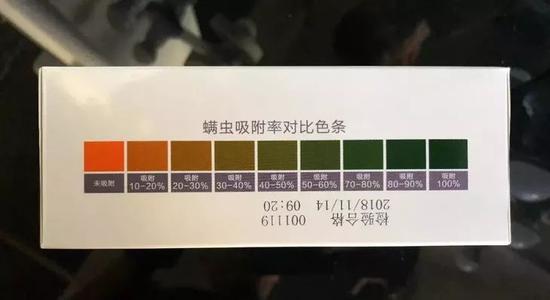 螨虫吸附率对比色条
未吸附
吸附
10-20%
吸附
20-30%
吸附
30-40%
吸附
40-50%
吸附
50-60%
吸附
70-80%
吸附
80-90%
吸附
100%
检验合格 001119
2018/11/14 09:20